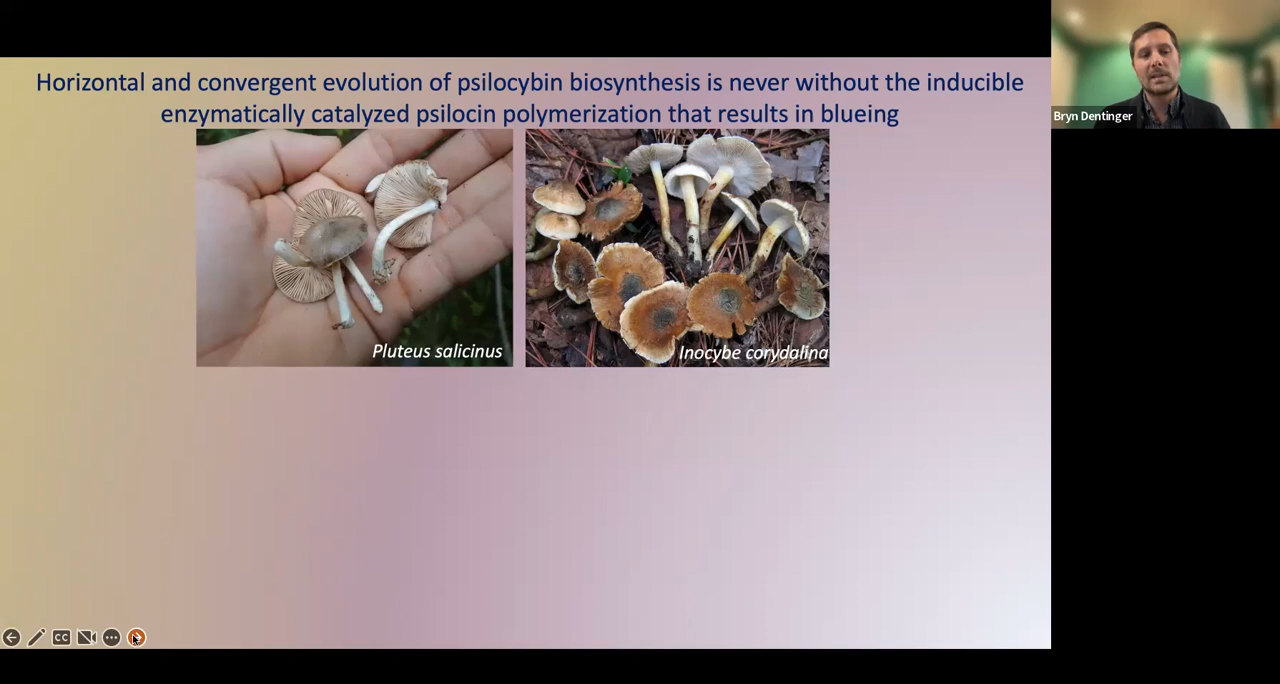 Horizontal and convergent evolution of psilocybin biosynthesis is never without the inducible
enzymatically catalyzed psilocin polymerization that results in blueing
Pluteus salicinus
Inocybe corydalina
Bryn Dentinger
CC